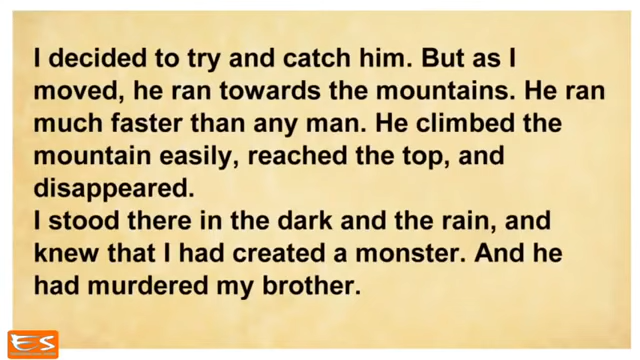 I decided to try and catch him. But as I
moved, he ran towards the mountains. He ran
much faster than any man. He climbed the
mountain easily, reached the top, and
disappeared.
I stood there in the dark and the rain, and
knew that I had created a monster. And he
had murdered my brother.
ES